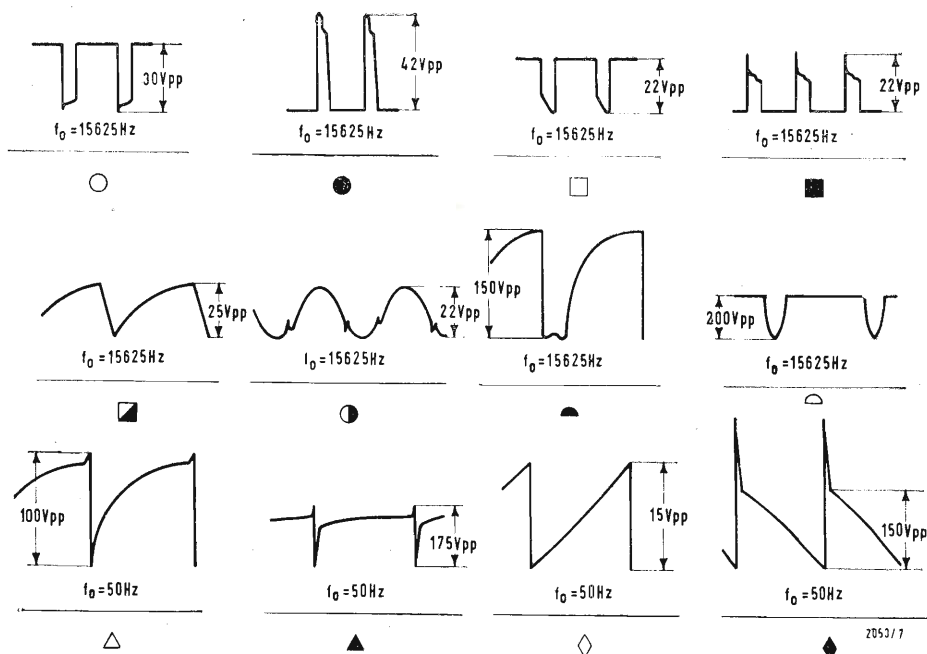 30Vpp
42Vpp
22Vpp
22Vpp
f₀ = 15625Hz
f₀ = 15625Hz
f₀ = 15625Hz
f₀ = 15625Hz
25Vpp
22Vpp
150Vpp
200Vpp
f₀ = 15625Hz
f₀ = 15625Hz
f₀ = 15625Hz
f₀ = 15625Hz
100Vpp
175Vpp
15Vpp
150Vpp
f₀ = 50Hz
f₀ = 50Hz
f₀ = 50Hz
f₀ = 50Hz
2053/7